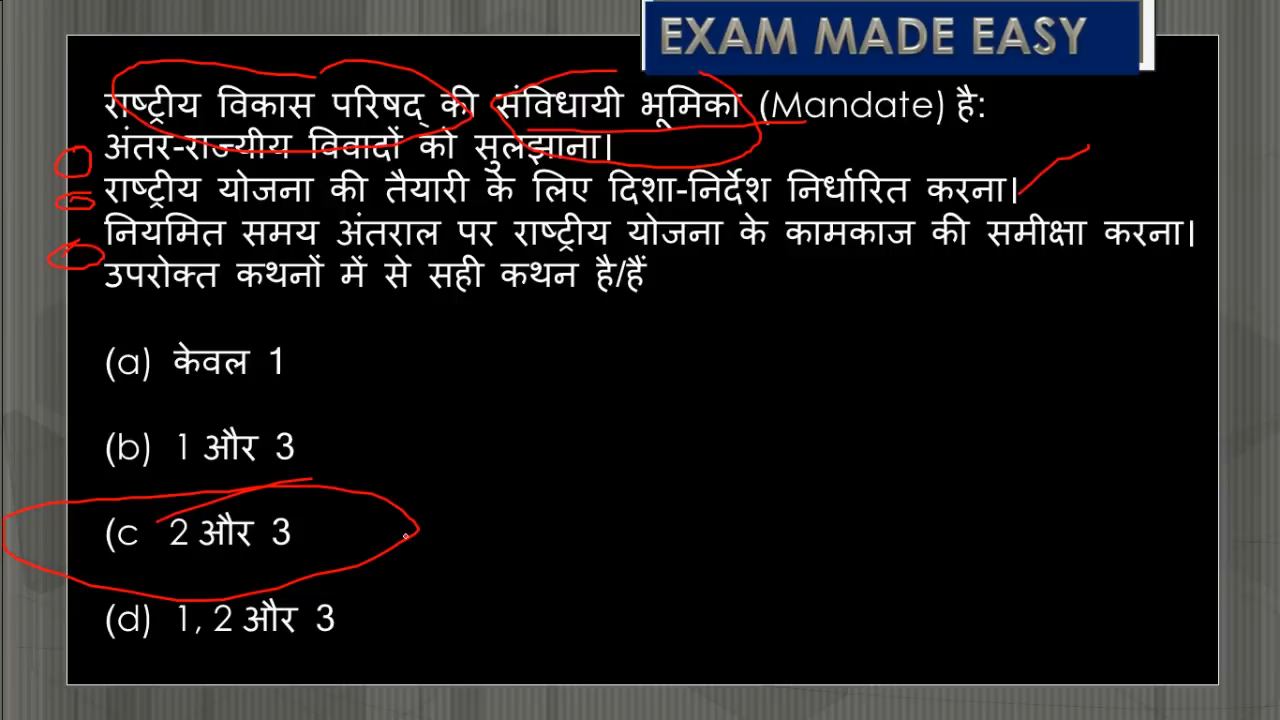 EXAM MADE EASY
राष्ट्रीय विकास परिषद् की संविधायी भूमिका (Mandate) है:
अंतर-राज्यीय विवादों को सुलझाना।
राष्ट्रीय योजना की तैयारी के लिए दिशा-निर्देश निर्धारित करना।
नियमित समय अंतराल पर राष्ट्रीय योजना के कामकाज की समीक्षा करना।
उपरोक्त कथनों में से सही कथन है/हैं
(a) केवल 1
(b) 1 और 3
(c 2 और 3
(d) 1, 2 और 3